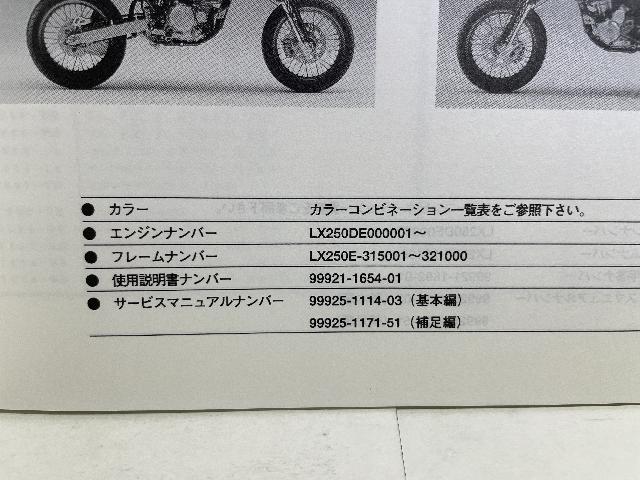 ● カラー カラーコンビネーション一覧表をご参照下さい。
● エンジンナンバー LX250DE000001～
● フレームナンバー LX250E-315001～321000
● 使用説明書ナンバー 99921-1654-01
● サービスマニュアルナンバー 99925-1114-03（基本編）
99925-1171-51（補足編）